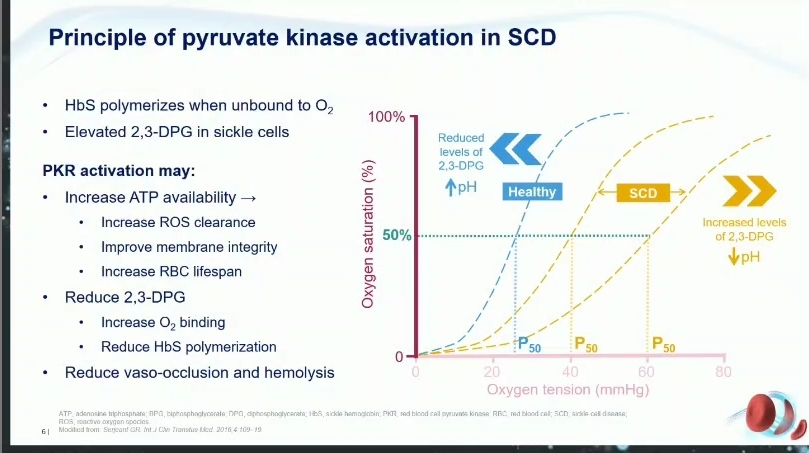 Principle of pyruvate kinase activation in SCD
• HbS polymerizes when unbound to O2
• Elevated 2,3-DPG in sickle cells
PKR activation may:
• Increase ATP availability →
• Increase ROS clearance
• Improve membrane integrity
• Increase RBC lifespan
• Reduce 2,3-DPG
• Increase O2 binding
• Reduce HbS polymerization
• Reduce vaso-occlusion and hemolysis
Oxygen saturation (%)
100%
50%
0
Reduced
levels of
2,3-DPG
↑pH
Healthy
SCD
Increased levels
of 2,3-DPG
↓pH
P50
P50
P50
0
20
40
60
80
Oxygen tension (mmHg)
ATP, adenosine triphosphate; BPG, biphosphoglycerate; DPG, diphosphoglycerate; HbS, sickle hemoglobin; PKR, red blood cell pyruvate kinase; RBC, red blood cell; SCD, sickle cell disease;
ROS, reactive oxygen species.
Modified from: Serjeant GR. Int J Clin Transfus Med. 2016;4:109–19.
6 |